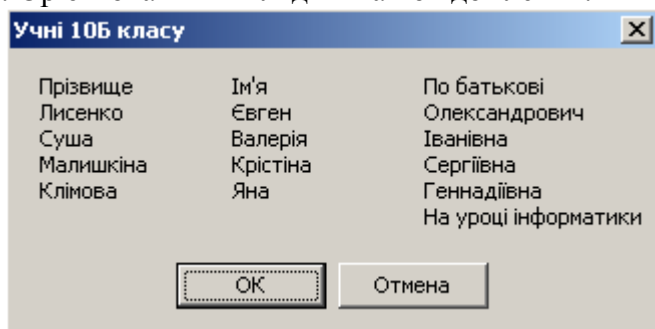 Учні 10Б класу
Прізвище Ім'я По батькові
Лисенко Євген Олександрович
Суша Валерія Іванівна
Малишкіна Крістіна Сергіївна
Клімова Яна Геннадіївна
На уроці інформатики
ОК Отмена